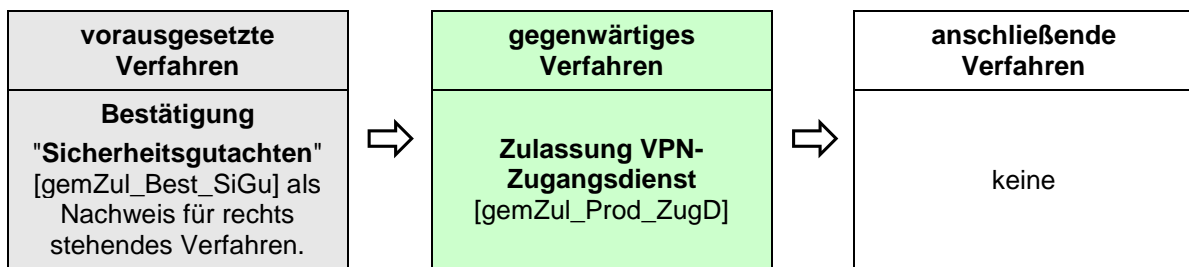 vorausgesetzte
Verfahren
Bestätigung
"Sicherheitsgutachten"
[gemZul_Best_SiGu] als
Nachweis für rechts
stehendes Verfahren.
gegenwärtiges
Verfahren
Zulassung VPN-
Zugangsdienst
[gemZul_Prod_ZugD]
anschließende
Verfahren
keine